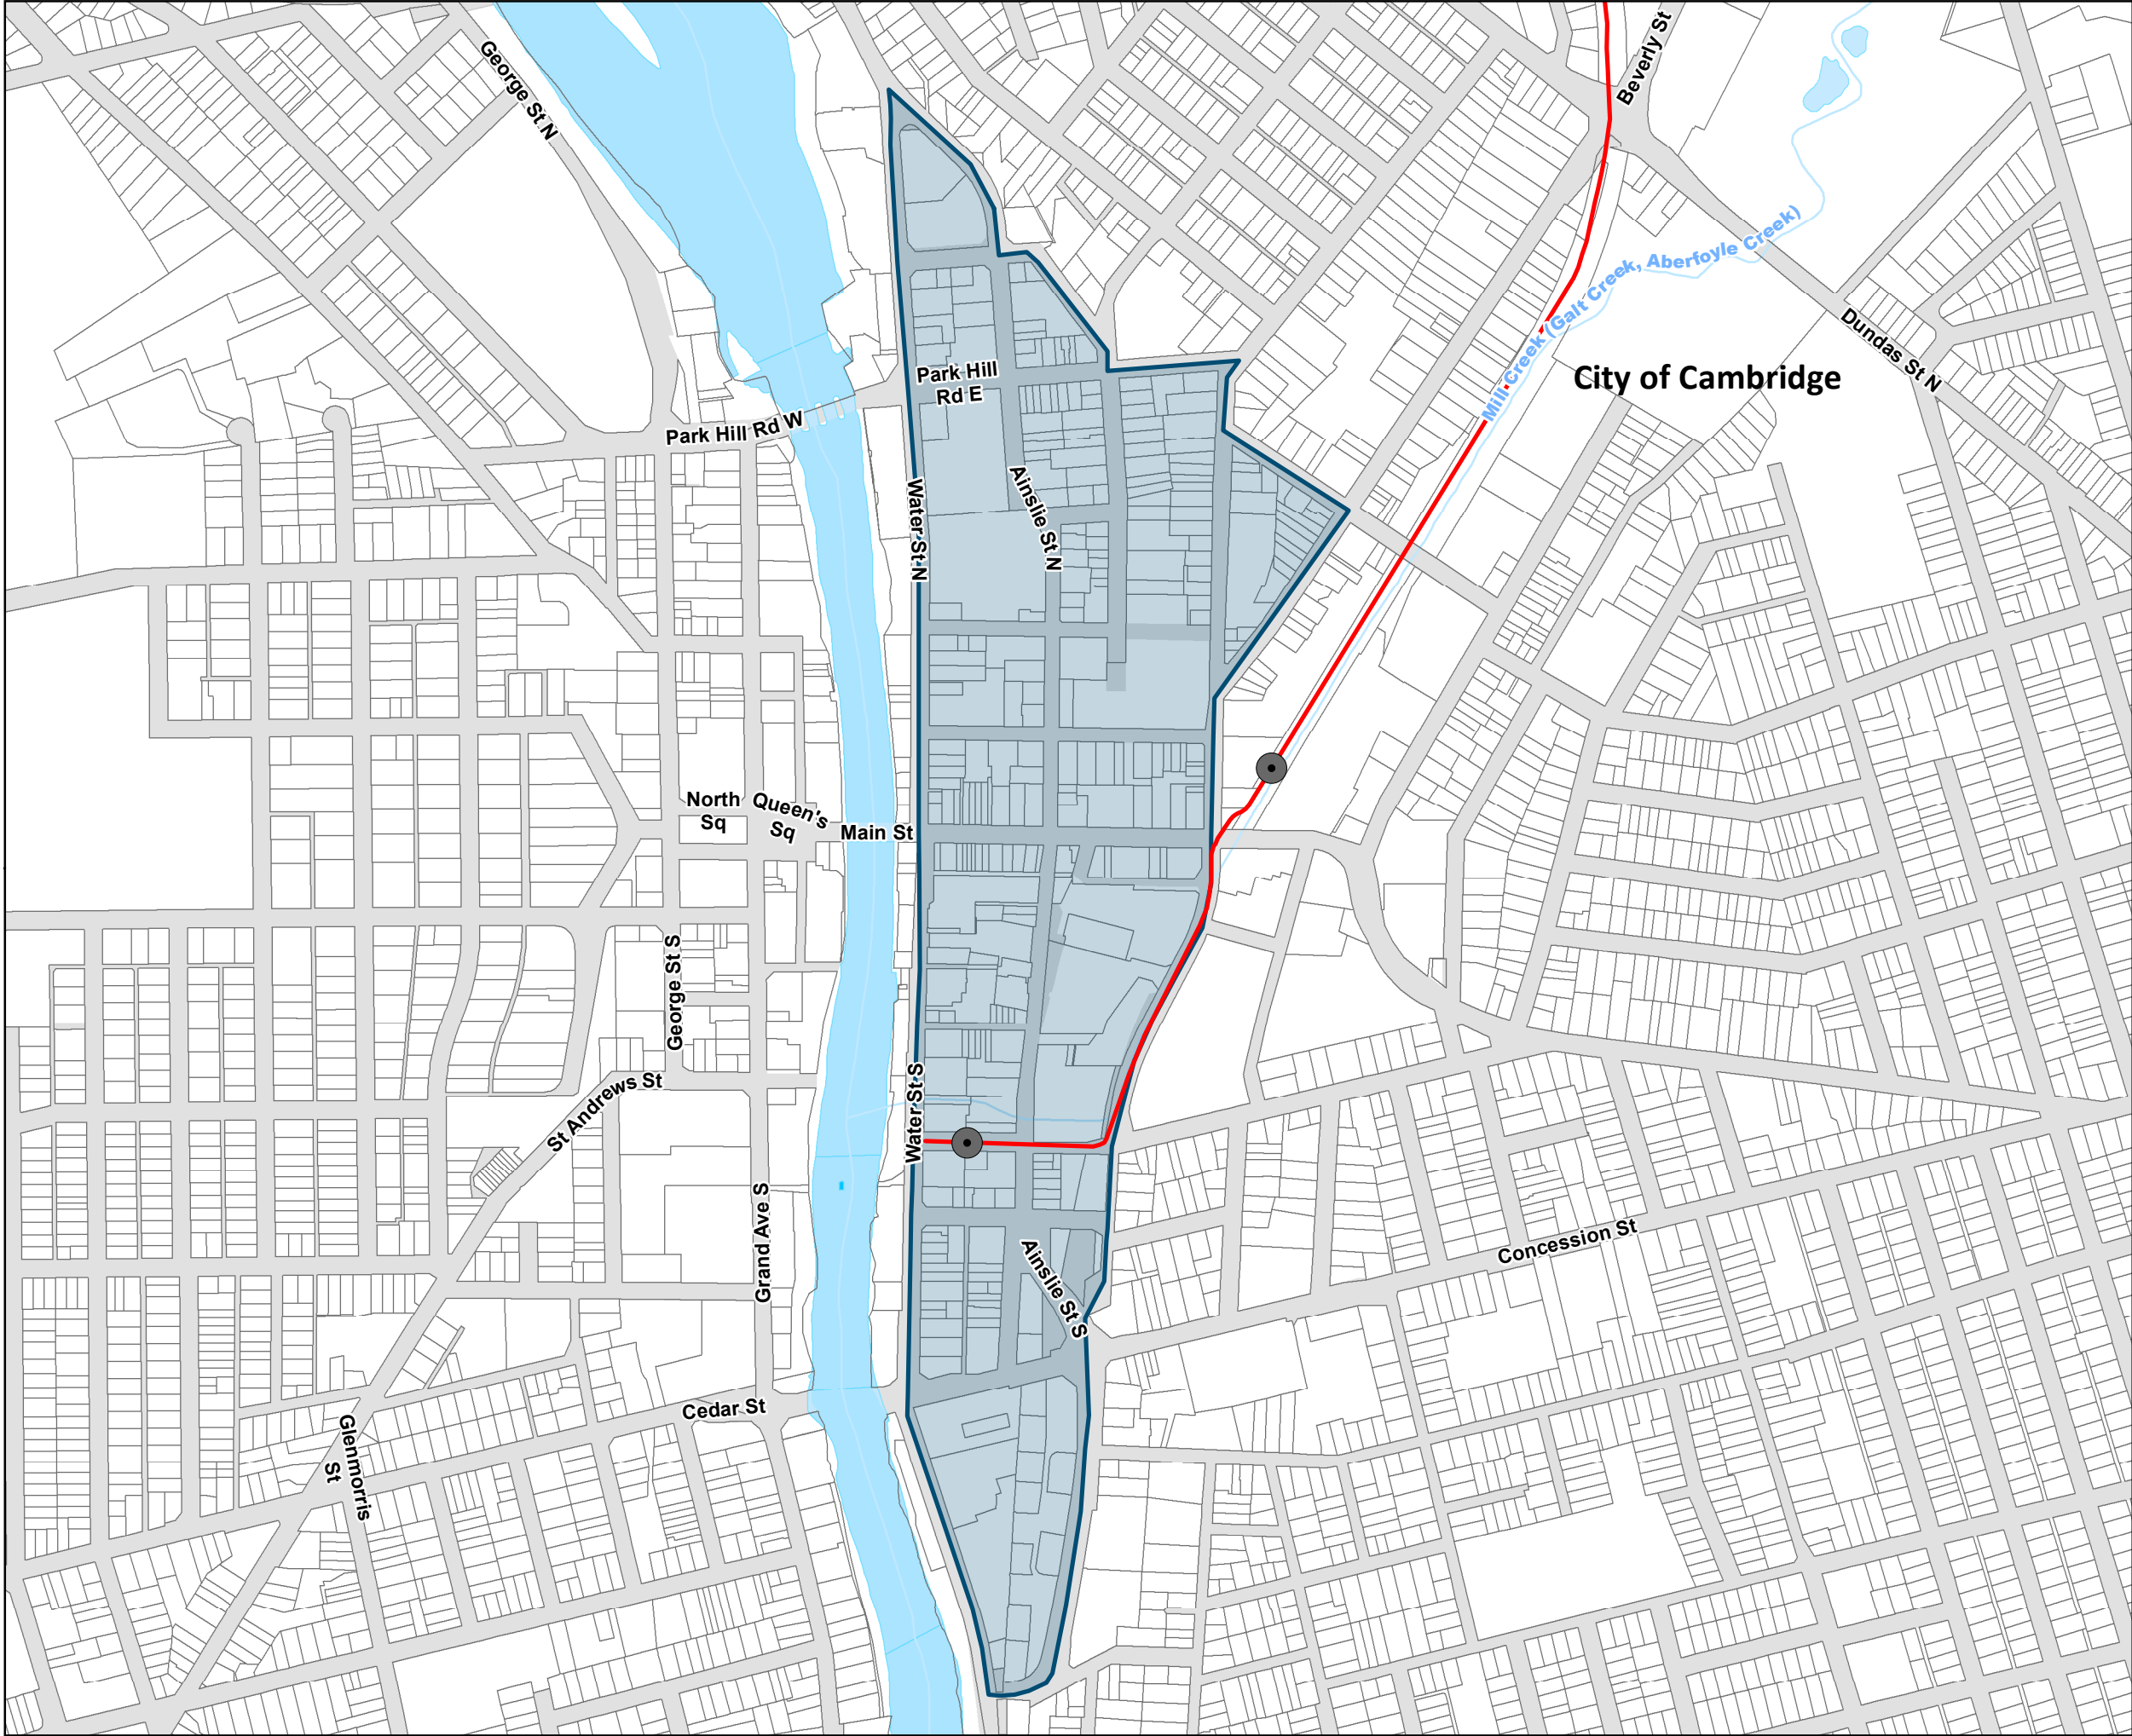 George St N
Beverly St
Mill Creek (Galt Creek, Aberfoyle Creek)
Dundas St N
City of Cambridge
Park Hill
Rd E
Park Hill Rd W
Water St N
Ainslie St N
North
Sq
Queen's
Sq
Main St
George St S
St Andrews St
Water St S
Grand Ave S
Ainslie St S
Concession St
Cedar St
Glenmorris
St